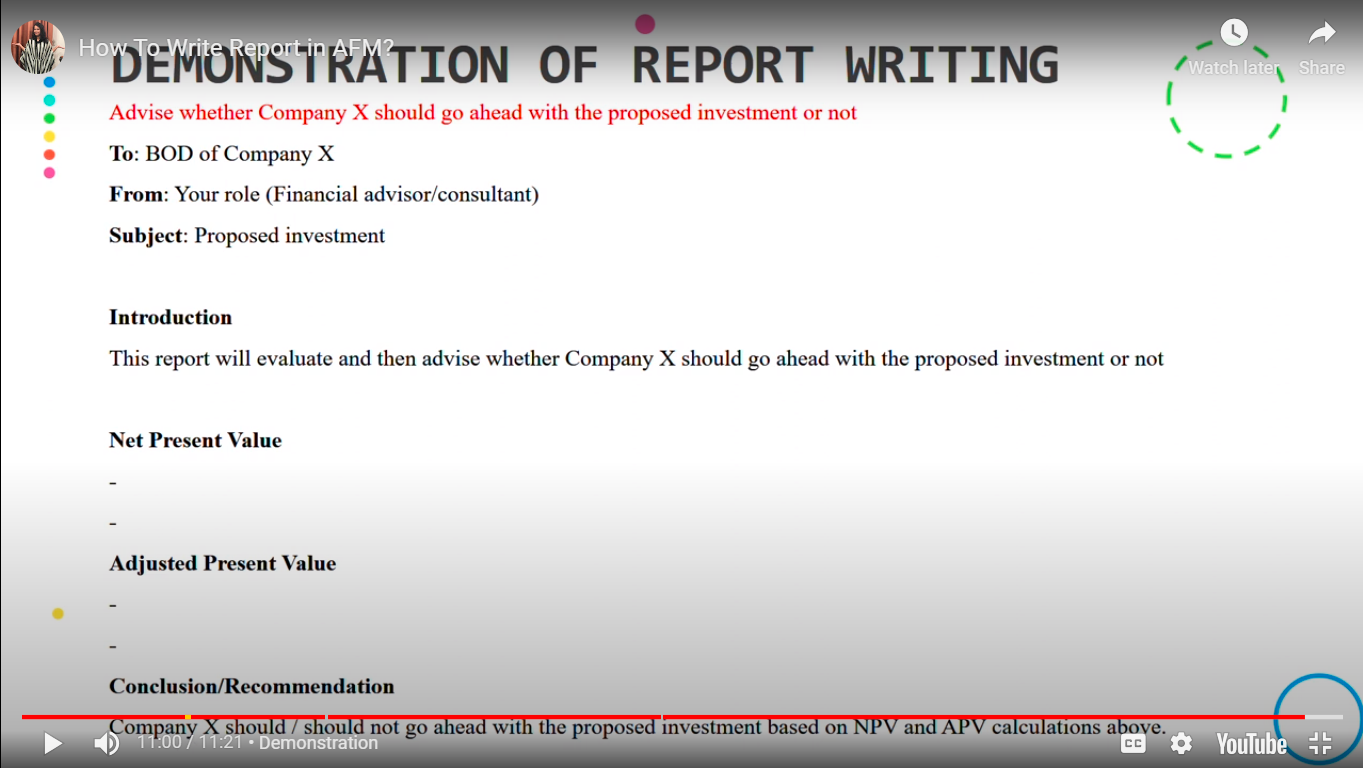 How To Write Report in AFM?
Watch later
Share
DEMONSTRATION OF REPORT WRITING
Advise whether Company X should go ahead with the proposed investment or not
To: BOD of Company X
From: Your role (Financial advisor/consultant)
Subject: Proposed investment
Introduction
This report will evaluate and then advise whether Company X should go ahead with the proposed investment or not
Net Present Value
-
-
Adjusted Present Value
-
-
Conclusion/Recommendation
Company X should / should not go ahead with the proposed investment based on NPV and APV calculations above.
11:00 / 11:21 • Demonstration
CC
YouTube